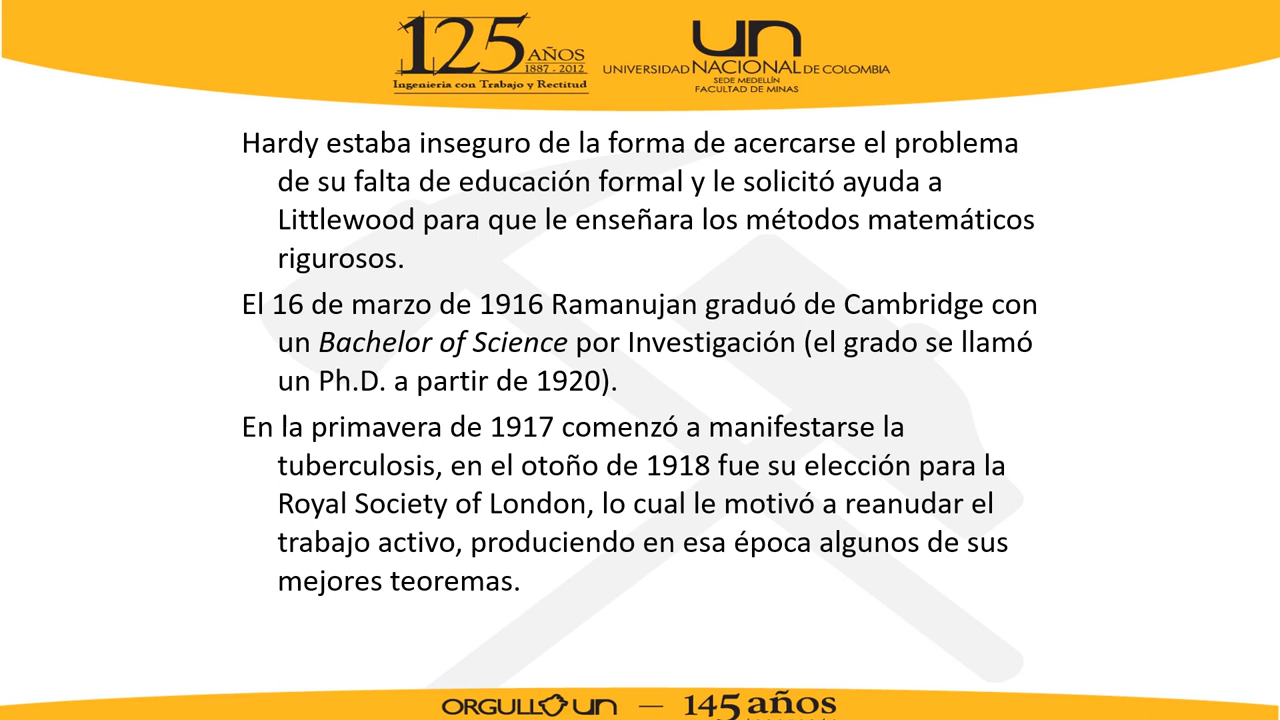 125 AÑOS
1887 - 2012
Ingeniería con Trabajo y Rectitud
un
UNIVERSIDAD NACIONAL DE COLOMBIA
SEDE MEDELLÍN
FACULTAD DE MINAS
Hardy estaba inseguro de la forma de acercarse el problema
de su falta de educación formal y le solicitó ayuda a
Littlewood para que le enseñara los métodos matemáticos
rigurosos.
El 16 de marzo de 1916 Ramanujan graduó de Cambridge con
un Bachelor of Science por Investigación (el grado se llamó
un Ph.D. a partir de 1920).
En la primavera de 1917 comenzó a manifestarse la
tuberculosis, en el otoño de 1918 fue su elección para la
Royal Society of London, lo cual le motivó a reanudar el
trabajo activo, produciendo en esa época algunos de sus
mejores teoremas.
ORGULLO un — 145 años